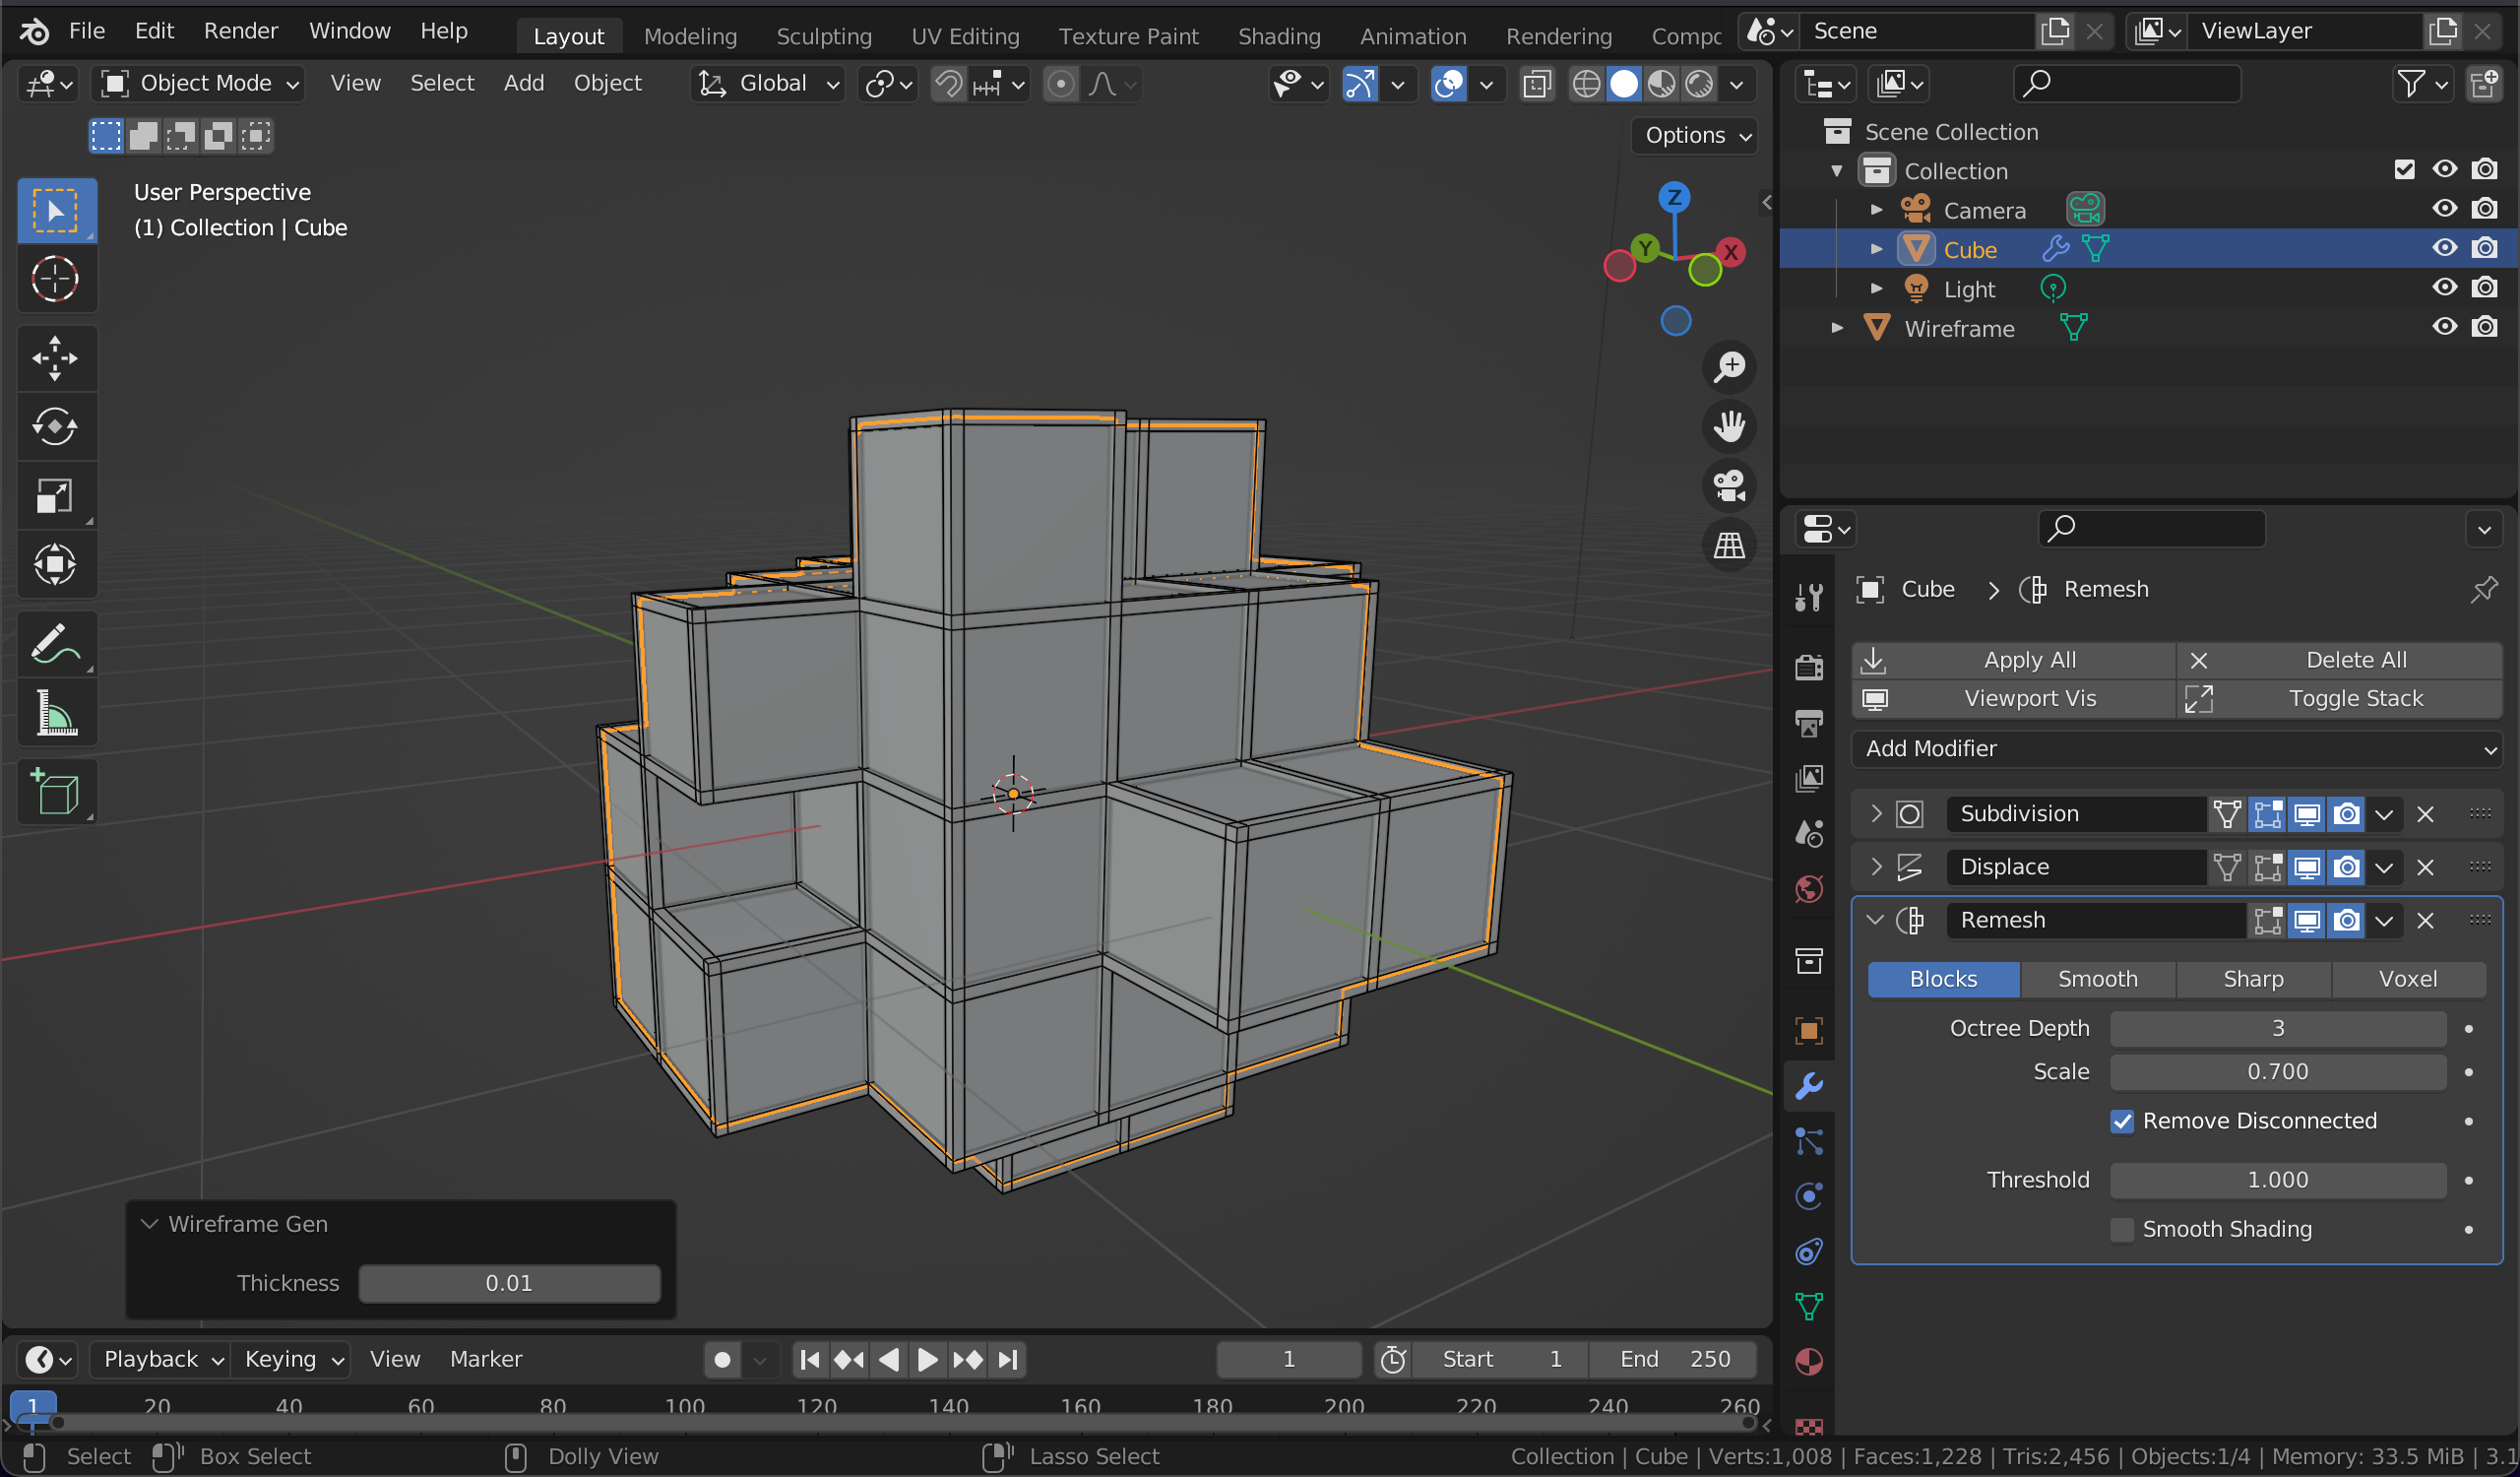 File Edit Render Window Help Layout Modeling Sculpting UV Editing Texture Paint Shading Animation Rendering Compo Scene ViewLayer
Object Mode View Select Add Object Global
Options
User Perspective
(1) Collection | Cube
Z
Y
X
Scene Collection
Collection
Camera
Cube
Light
Wireframe
Cube Remesh
Apply All Delete All
Viewport Vis Toggle Stack
Add Modifier
Subdivision
Displace
Remesh
Blocks Smooth Sharp Voxel
Octree Depth 3
Scale 0.700
Remove Disconnected
Threshold 1.000
Smooth Shading
Wireframe Gen
Thickness 0.01
Playback Keying View Marker 1 Start 1 End 250
1 20 40 60 80 100 120 140 160 180 200 220 240 260
Select Box Select Dolly View Lasso Select Collection | Cube | Verts:1,008 | Faces:1,228 | Tris:2,456 | Objects:1/4 | Memory: 33.5 MiB | 3.1